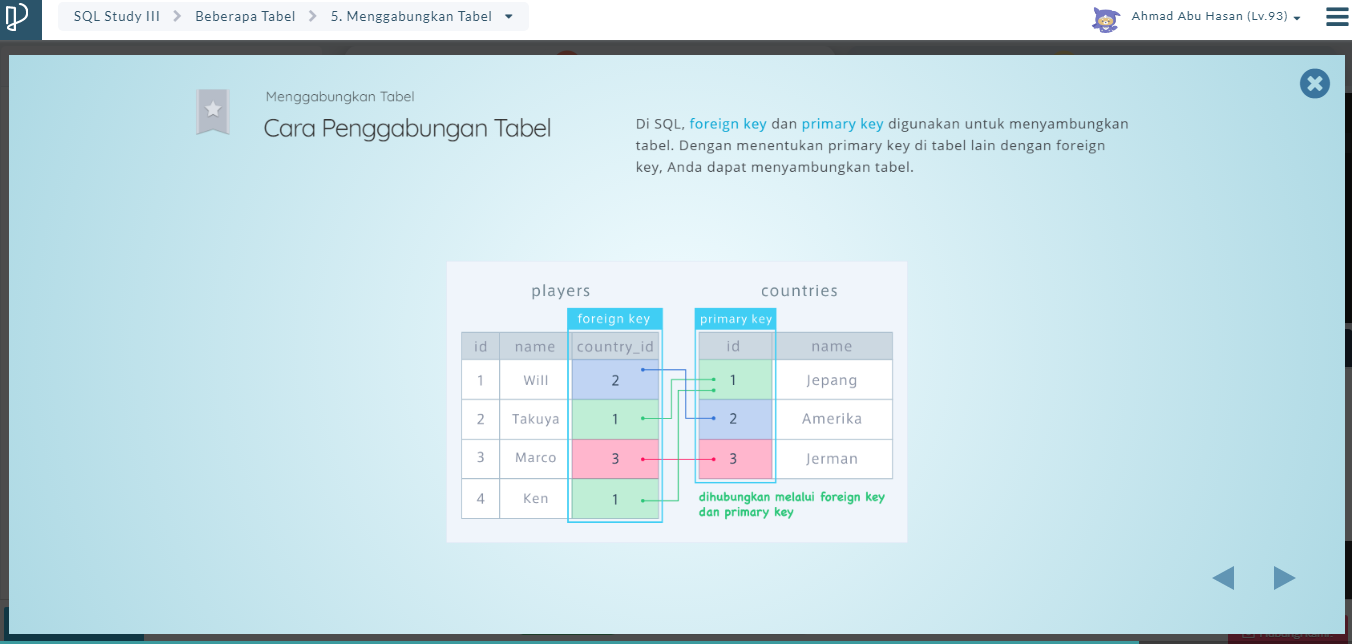 SQL Study III
Beberapa Tabel
5. Menggabungkan Tabel
Ahmad Abu Hasan (Lv.93)
Menggabungkan Tabel
Cara Penggabungan Tabel
Di SQL, foreign key dan primary key digunakan untuk menyambungkan
tabel. Dengan menentukan primary key di tabel lain dengan foreign
key, Anda dapat menyambungkan tabel.
players
countries
foreign key
primary key
id name country_id
id name
1 Will 2
1 Jepang
2 Takuya 1
2 Amerika
3 Marco 3
3 Jerman
4 Ken 1
dihubungkan melalui foreign key
dan primary key